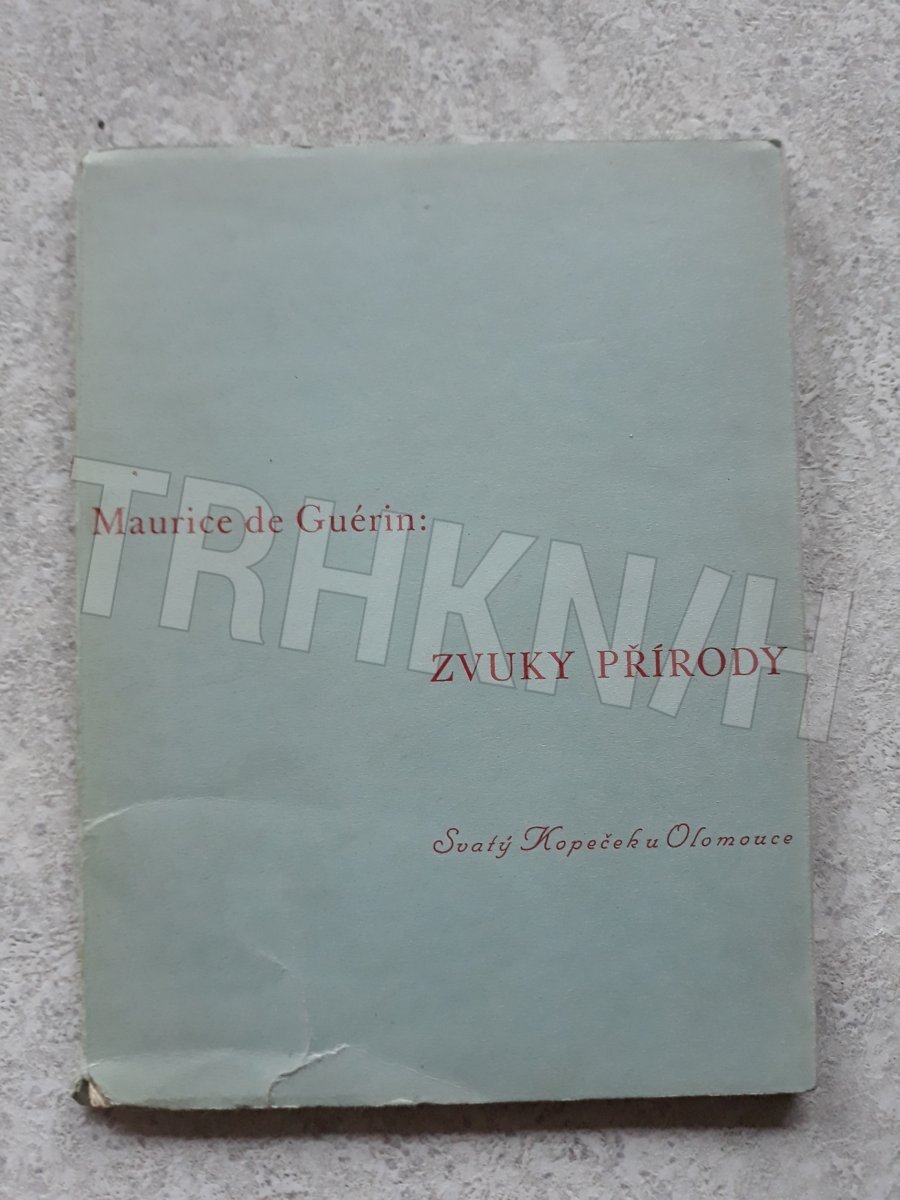 Maurice de Guérin:
TRHKNIH
ZVUKY PŘÍRODY
Svatý Kopeček u Olomouce